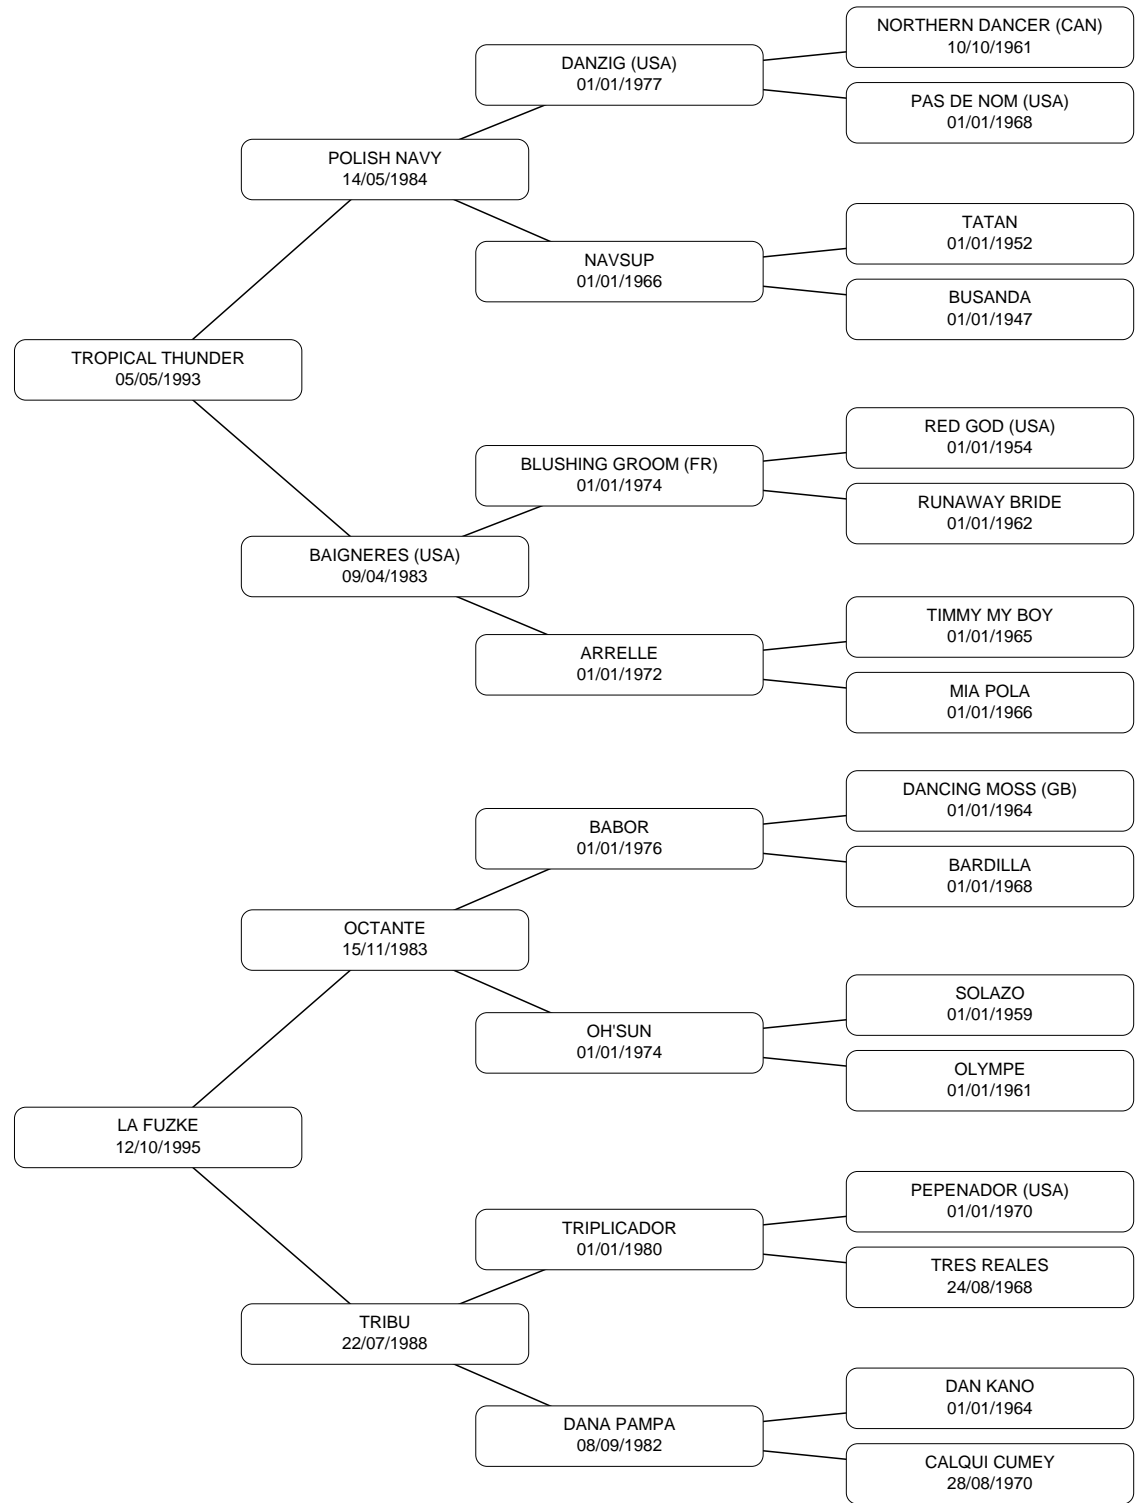 NORTHERN DANCER (CAN)
10/10/1961
DANZIG (USA)
01/01/1977
PAS DE NOM (USA)
01/01/1968
POLISH NAVY
14/05/1984
TATAN
01/01/1952
NAVSUP
01/01/1966
BUSANDA
01/01/1947
TROPICAL THUNDER
05/05/1993
RED GOD (USA)
01/01/1954
BLUSHING GROOM (FR)
01/01/1974
RUNAWAY BRIDE
01/01/1962
BAIGNERES (USA)
09/04/1983
TIMMY MY BOY
01/01/1965
ARRELLE
01/01/1972
MIA POLA
01/01/1966
DANCING MOSS (GB)
01/01/1964
BABOR
01/01/1976
BARDILLA
01/01/1968
OCTANTE
15/11/1983
SOLAZO
01/01/1959
OH'SUN
01/01/1974
OLYMPE
01/01/1961
LA FUZKE
12/10/1995
PEPENADOR (USA)
01/01/1970
TRIPLICADOR
01/01/1980
TRES REALES
24/08/1968
TRIBU
22/07/1988
DAN KANO
01/01/1964
DANA PAMPA
08/09/1982
CALQUI CUMEY
28/08/1970